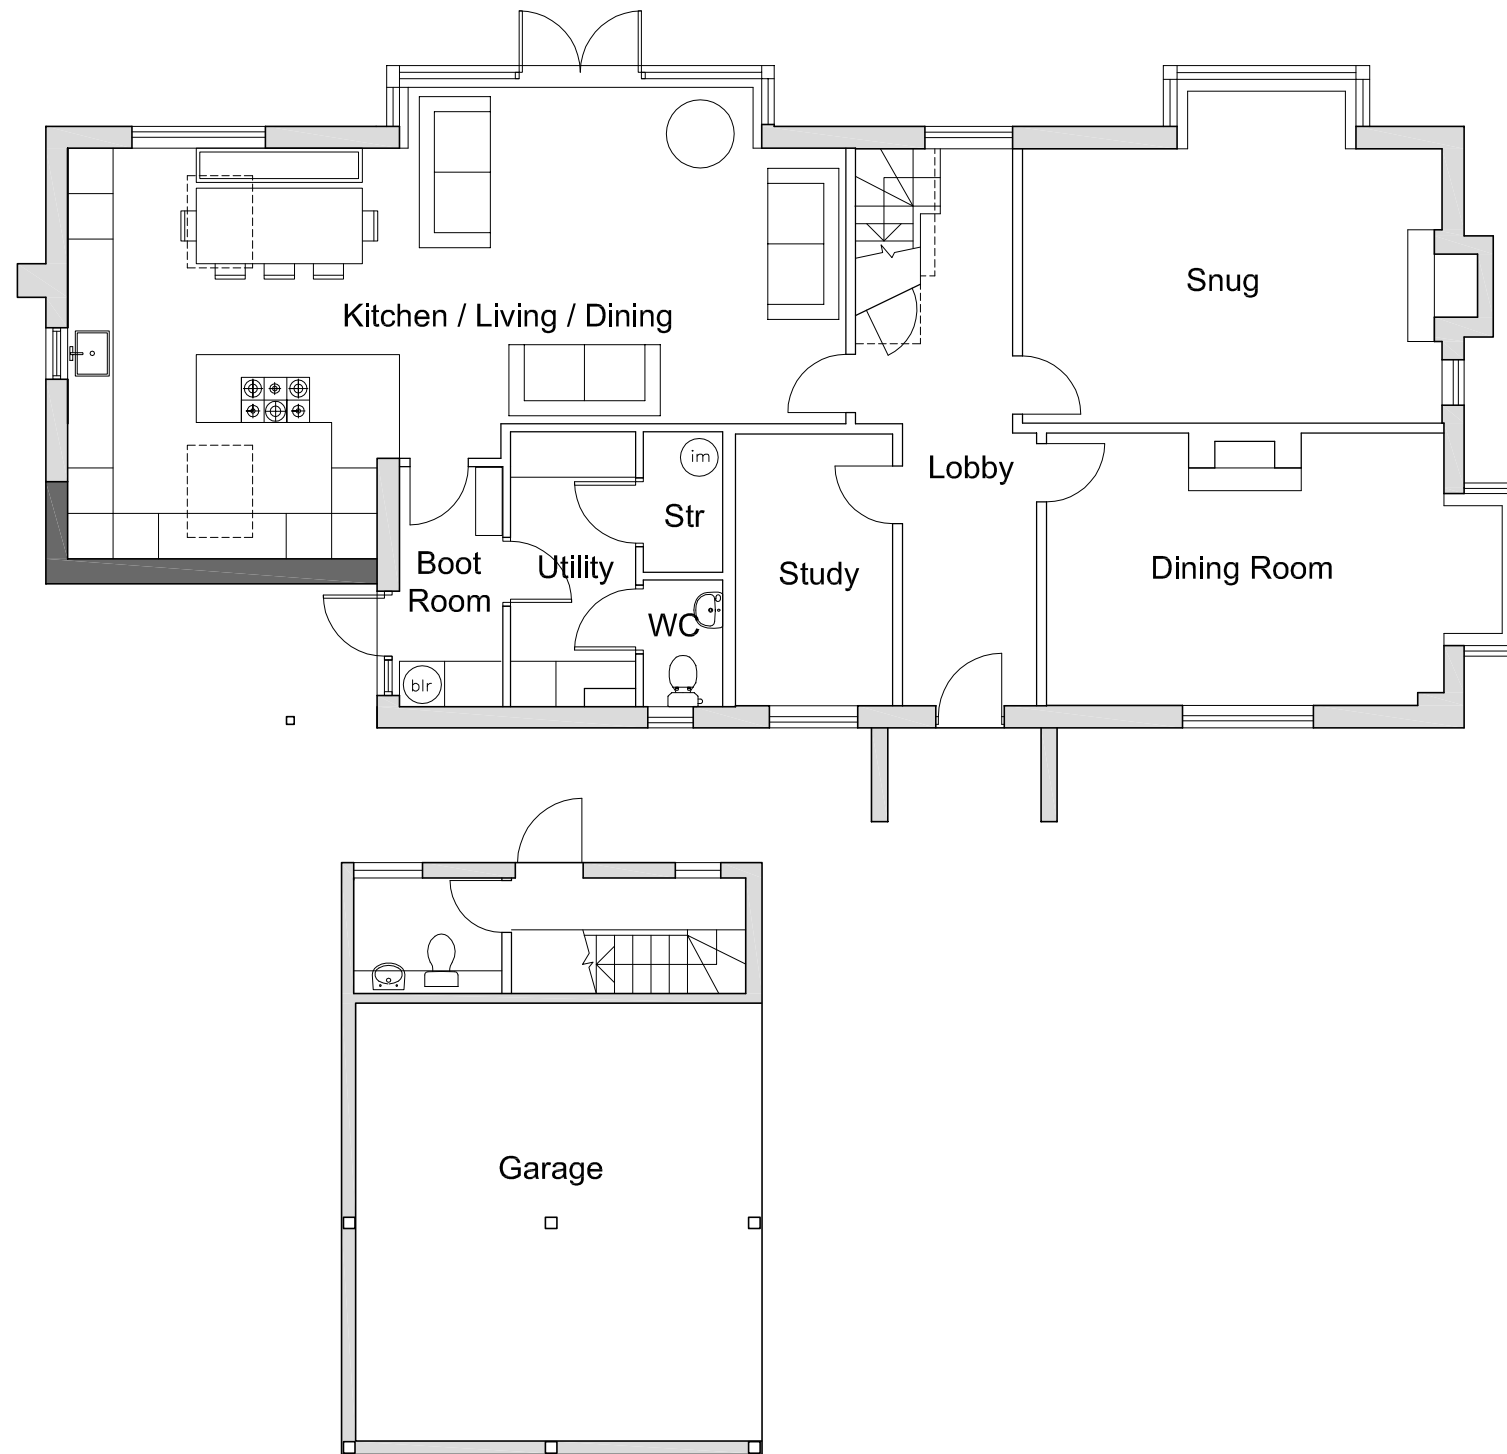 Snug
Kitchen / Living / Dining
Lobby
im
Str
Boot
Room
Utility
Study
Dining Room
WC
blr
Garage